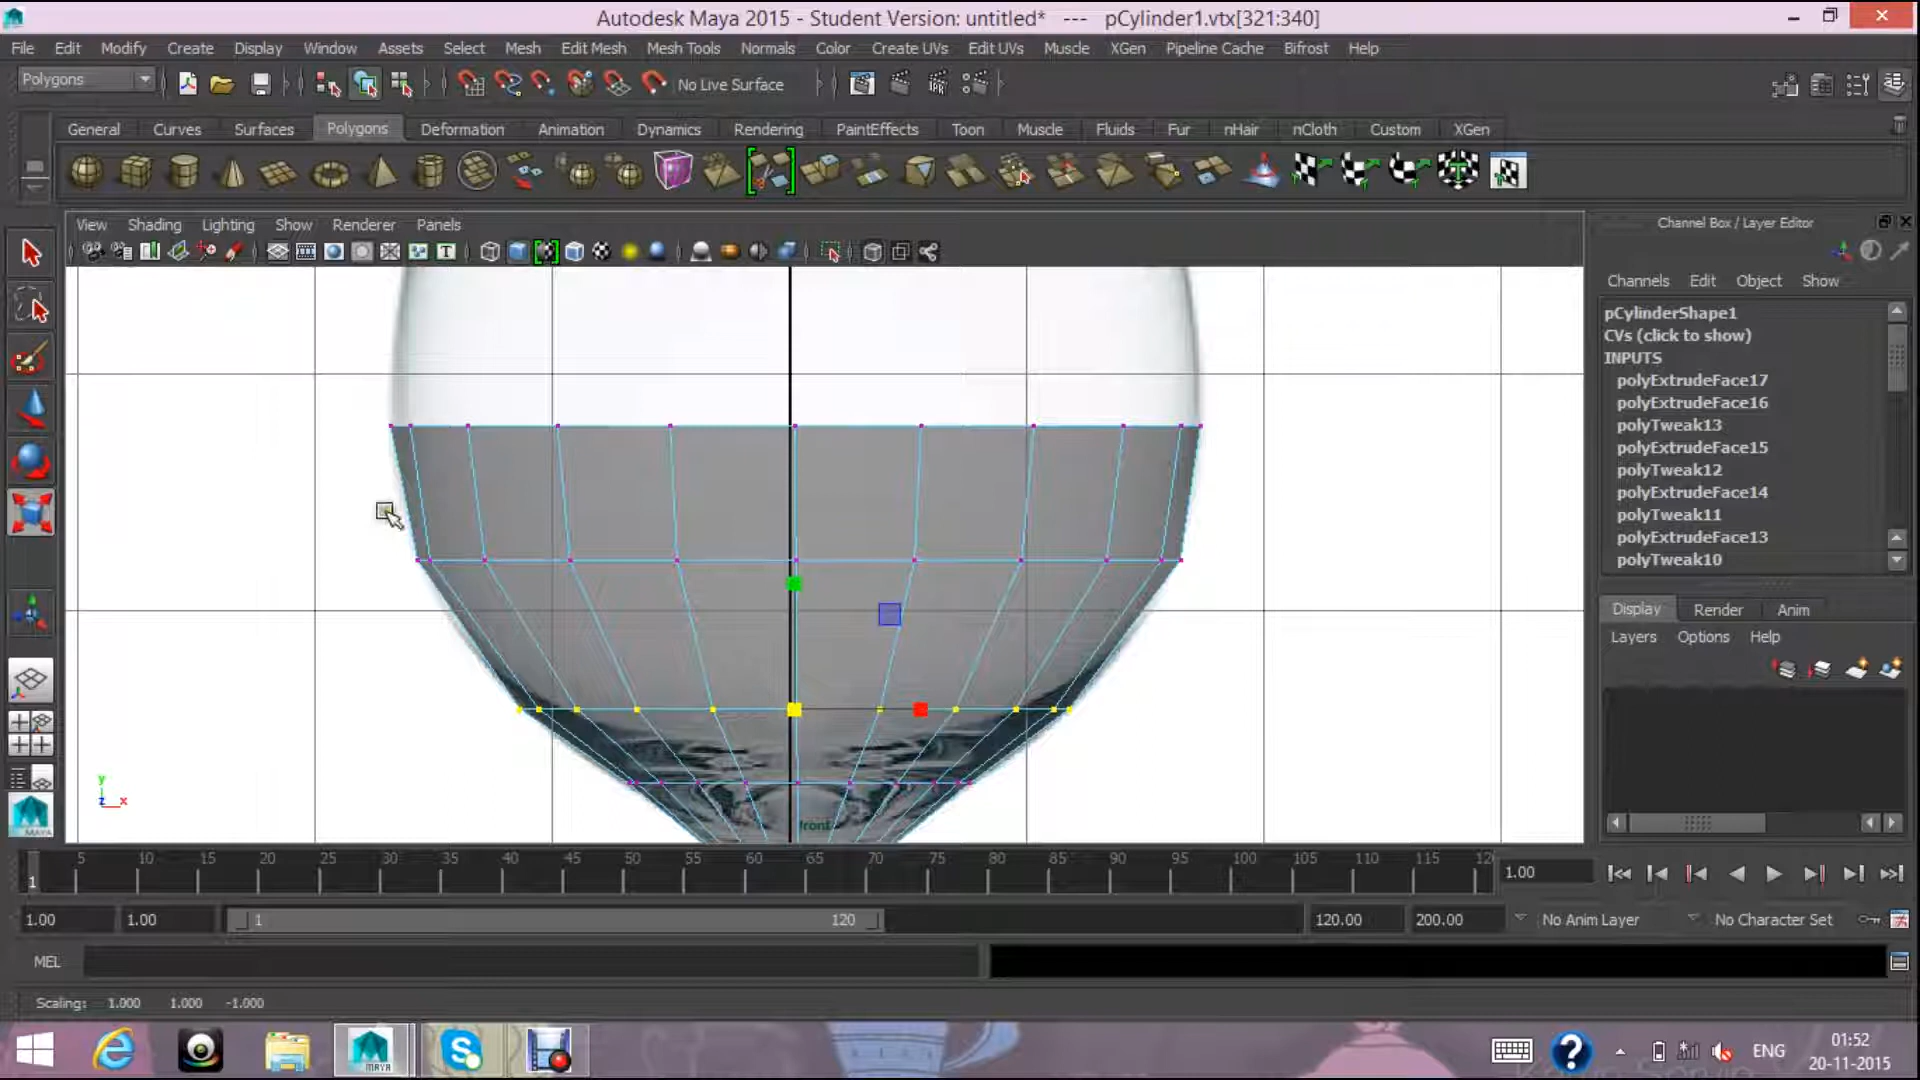 Autodesk Maya 2015 - Student Version: untitled* --- pCylinder1.vtx[321:340]
File Edit Modify Create Display Window Assets Select Mesh Edit Mesh Mesh Tools Normals Color Create UVs Edit UVs Muscle XGen Pipeline Cache Bifrost Help
Polygons No Live Surface IPR
General Curves Surfaces Polygons Deformation Animation Dynamics Rendering PaintEffects Toon Muscle Fluids Fur nHair nCloth Custom XGen
View Shading Lighting Show Renderer Panels
Channel Box / Layer Editor
Channels Edit Object Show
pCylinderShape1
CVs (click to show)
INPUTS
polyExtrudeFace17
polyExtrudeFace16
polyTweak13
polyExtrudeFace15
polyTweak12
polyExtrudeFace14
polyTweak11
polyExtrudeFace13
polyTweak10
Display Render Anim
Layers Options Help
y
z x
front
MAYA
5 10 15 20 25 30 35 40 45 50 55 60 65 70 75 80 85 90 95 100 105 110 115 12
1 1.00
1.00 1.00 1 120 120.00 200.00 No Anim Layer No Character Set
MEL
Scaling: 1.000 1.000 -1.000
MAYA
ENG
01:52
20-11-2015